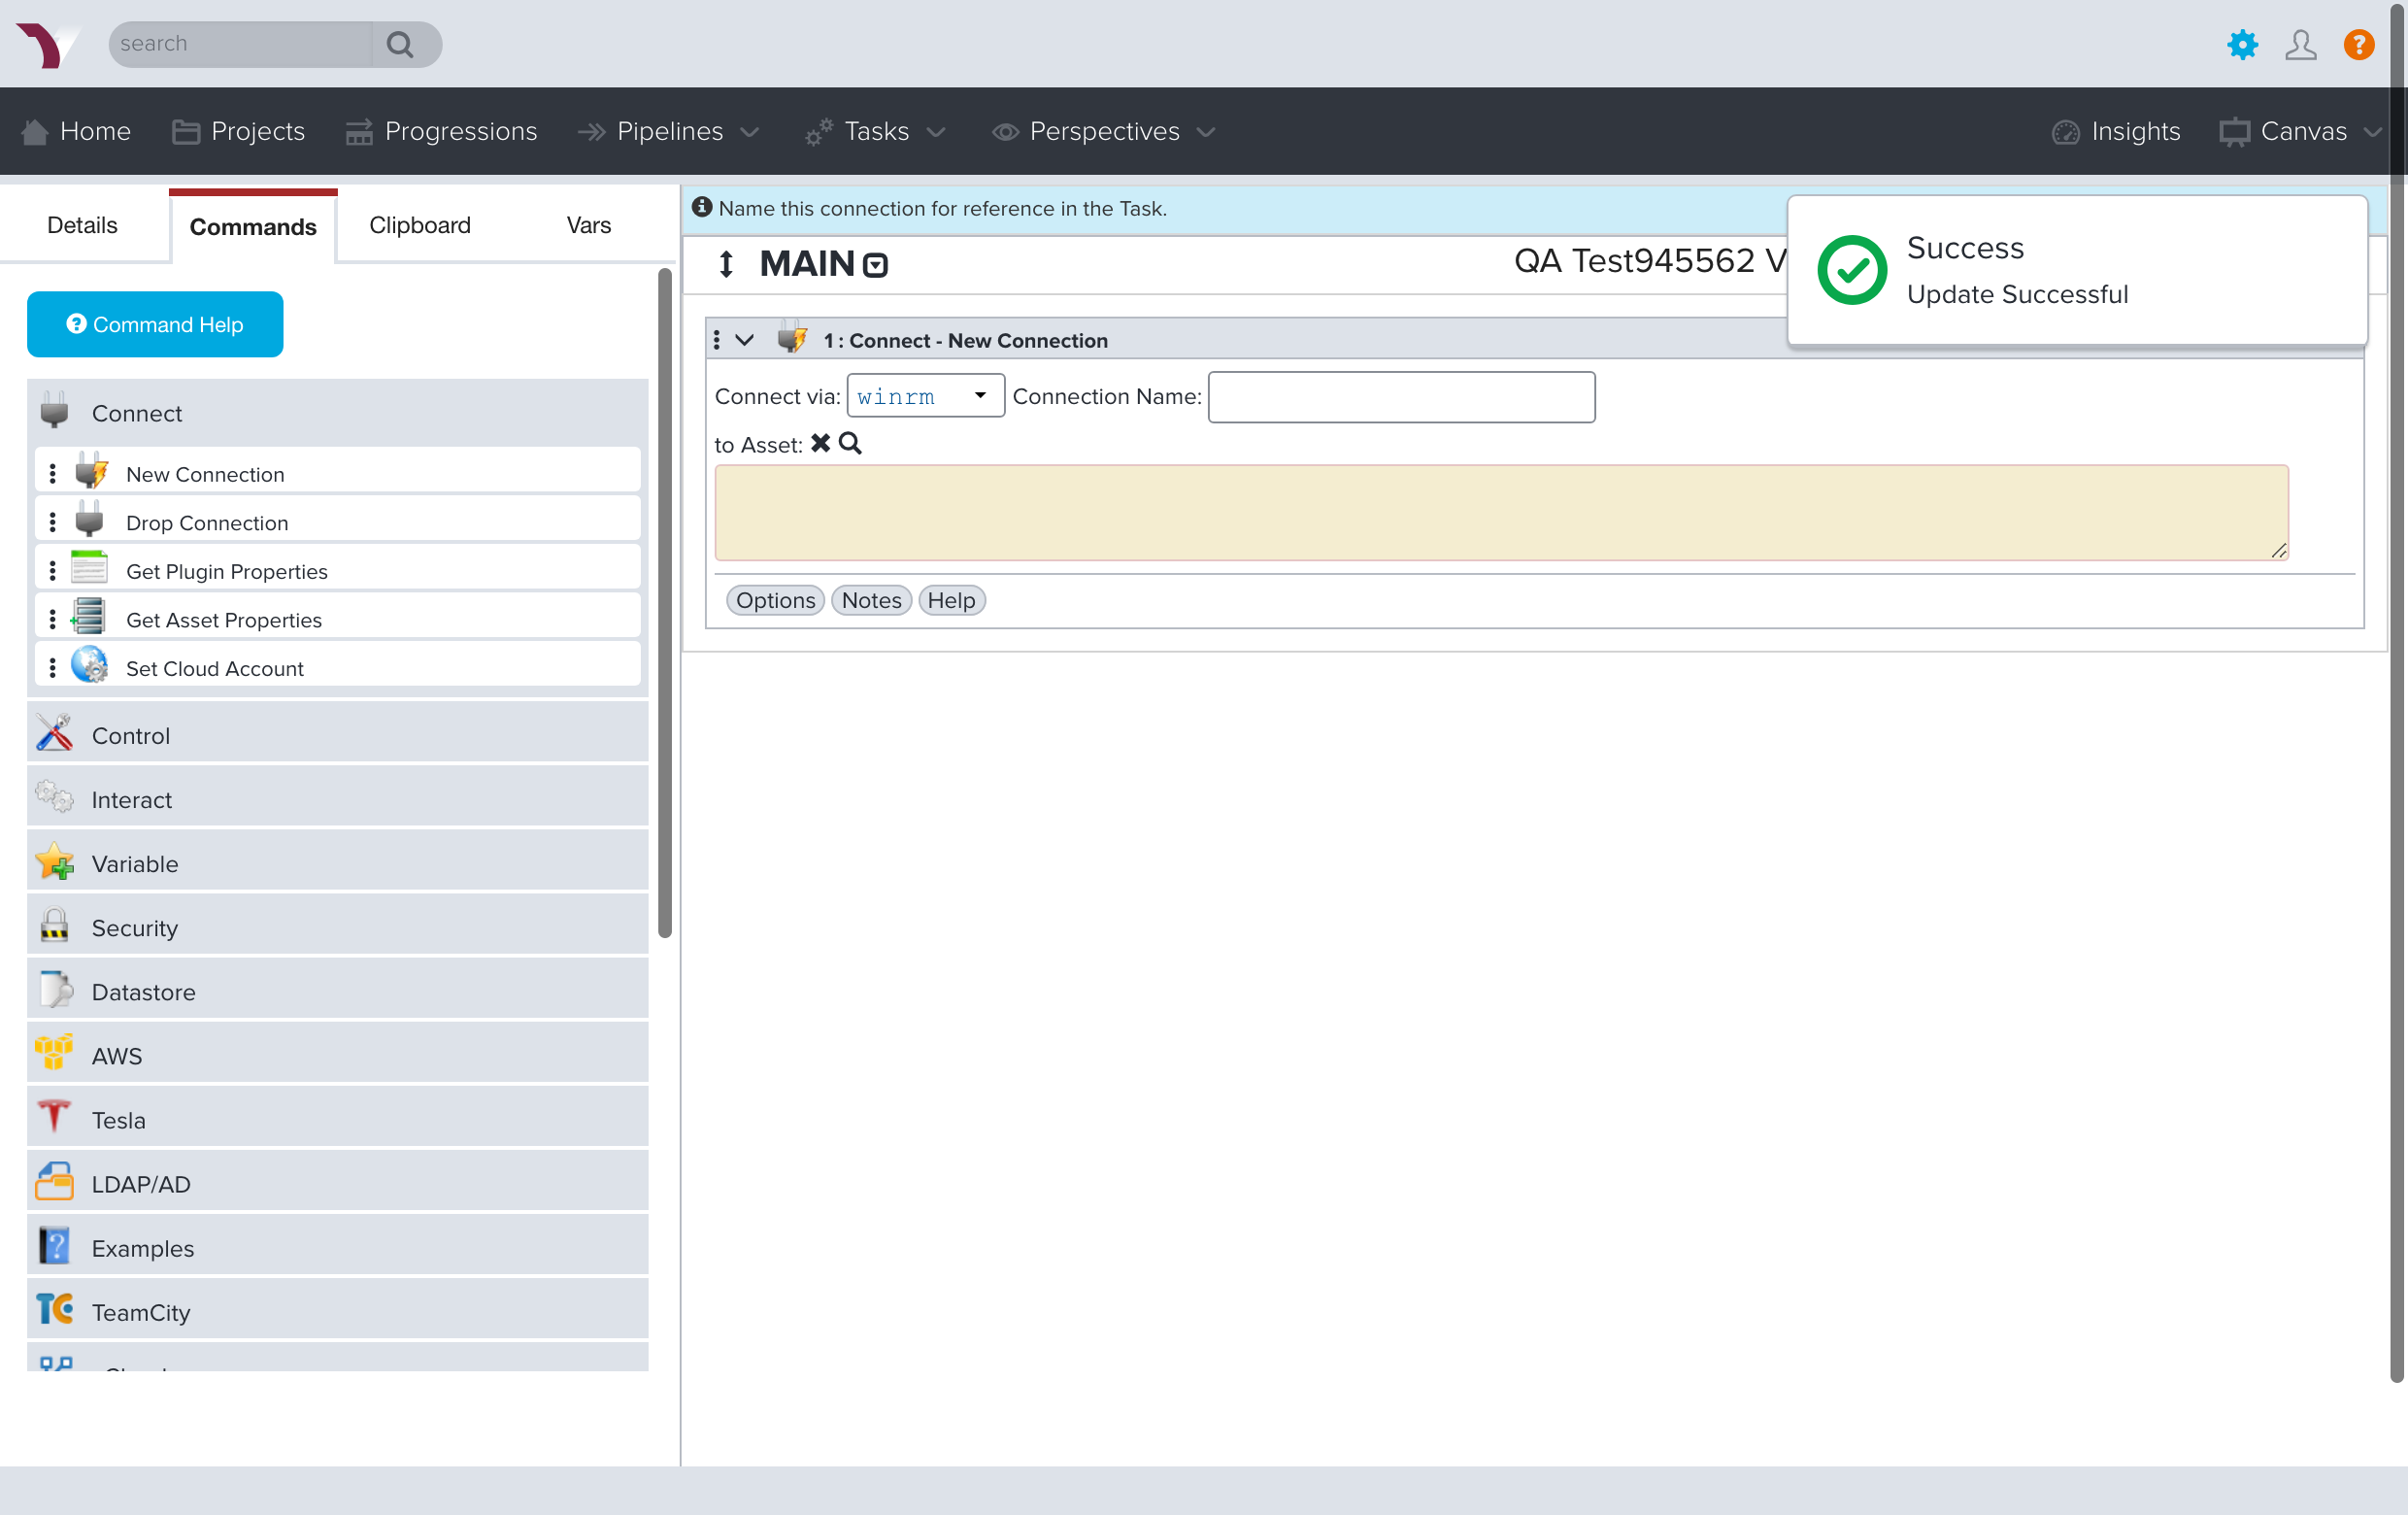 search
Home Projects Progressions Pipelines Tasks Perspectives Insights Canvas
Details Commands Clipboard Vars
Command Help
Connect
New Connection
Drop Connection
Get Plugin Properties
Get Asset Properties
Set Cloud Account
Control
Interact
Variable
Security
Datastore
AWS
Tesla
LDAP/AD
Examples
TeamCity
Name this connection for reference in the Task.
MAIN
QA Test945562 V
Success
Update Successful
1 : Connect - New Connection
Connect via: winrm Connection Name:
to Asset:
Options Notes Help